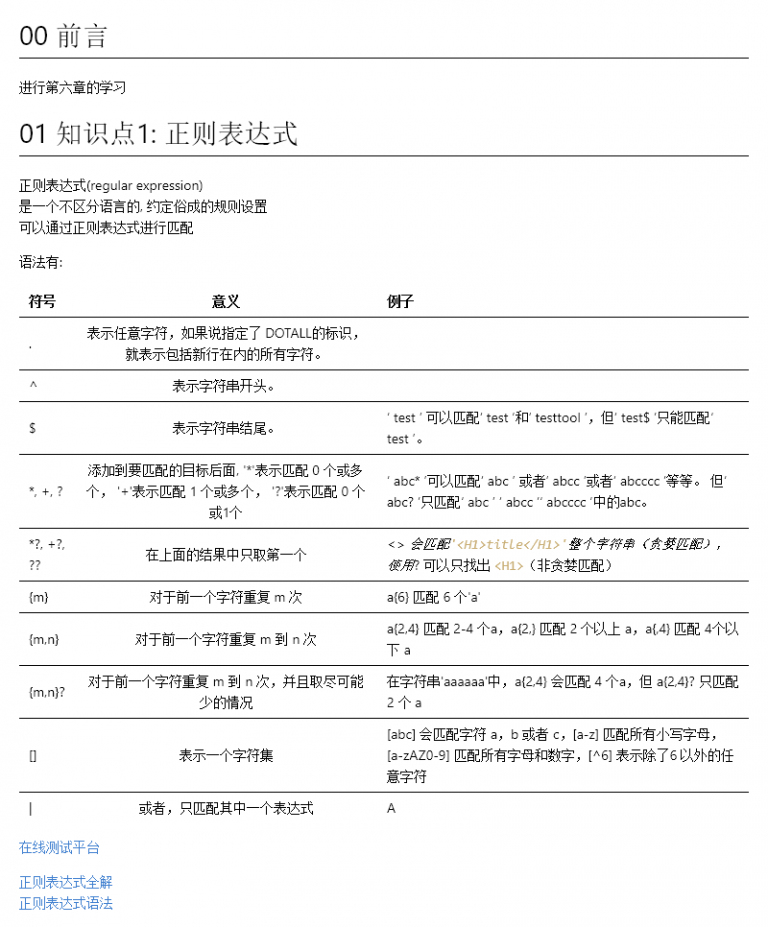 00 前言
进行第六章的学习
01 知识点1: 正则表达式
正则表达式(regular expression)
是一个不区分语言的, 约定俗成的规则设置
可以通过正则表达式进行匹配
语法有:
符号 意义 例子
. 表示任意字符，如果说指定了 DOTALL的标识，
就表示包括新行在内的所有字符。
^ 表示字符串开头。
$ 表示字符串结尾。 ' test ' 可以匹配' test '和' testtool '，但' test$ '只能匹配'
test '。
*, +, ? 添加到要匹配的目标后面, '*'表示匹配 0 个或多
个， '+'表示匹配 1 个或多个， '?'表示匹配 0 个
或1个
' abc* '可以匹配' abc ' 或者' abcc '或者' abcccc '等等。 但'
abc? '只匹配' abc ' ' abcc '' abcccc '中的abc。
*?, +?,
??
在上面的结果中只取第一个
<> 会匹配'<H1>title</H1>'整个字符串（贪婪匹配），
使用? 可以只找出 <H1>（非贪婪匹配）
{m} 对于前一个字符重复 m 次 a{6} 匹配 6 个'a'
{m,n} 对于前一个字符重复 m 到 n 次 a{2,4} 匹配 2-4 个a，a{2,} 匹配 2 个以上 a，a{,4} 匹配 4个以
下 a
{m,n}? 对于前一个字符重复 m 到 n 次，并且取尽可能
少的情况
在字符串'aaaaaa'中，a{2,4} 会匹配 4 个a，但 a{2,4}? 只匹配
2 个 a
[] 表示一个字符集
[abc] 会匹配字符 a，b 或者 c，[a-z] 匹配所有小写字母，
[a-zAZ0-9] 匹配所有字母和数字，[^6] 表示除了6 以外的任
意字符
| 或者，只匹配其中一个表达式 A
在线测试平台
正则表达式全解
正则表达式语法